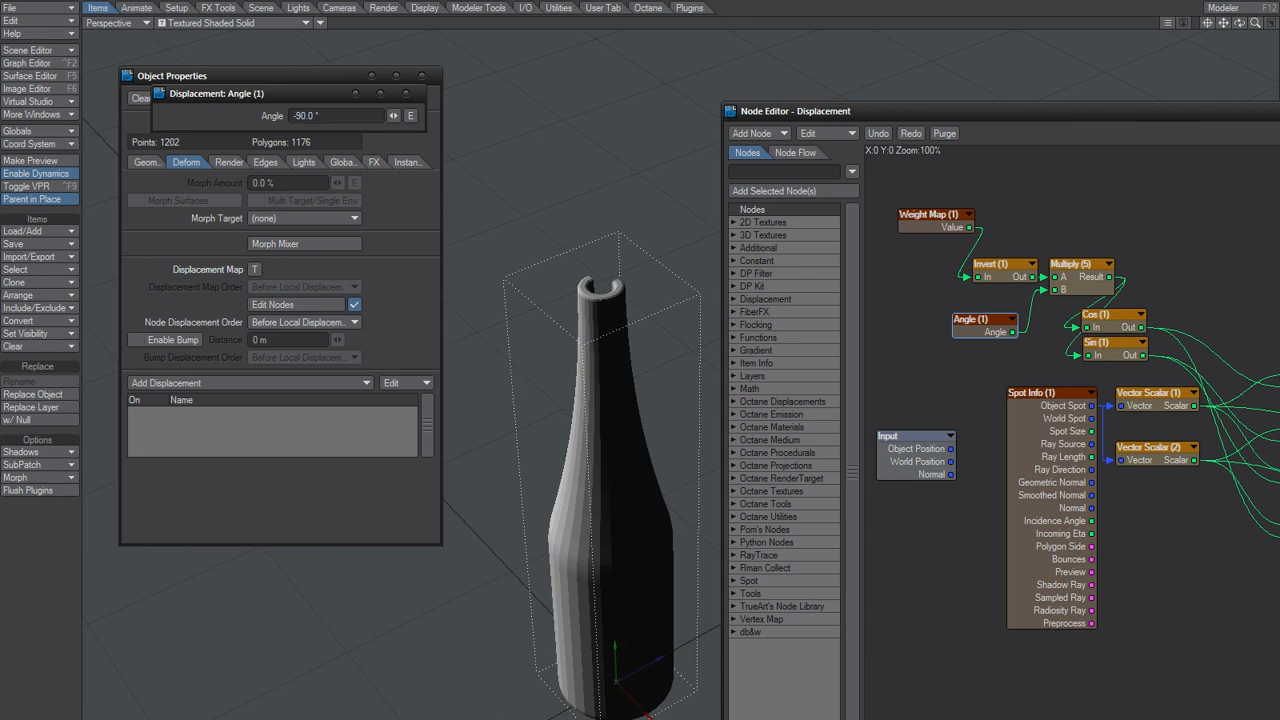 File
Items
Animate
Setup
FX Tools
Scene
Lights
Cameras
Render
Display
Modeler Tools
I/O
Utilities
User Tab
Octane
Plugins
Modeler F12
Edit
Help
Perspective
T Textured Shaded Solid
Scene Editor
Graph Editor ^F2
Surface Editor F5
Image Editor F6
Virtual Studio
More Windows
Globals
Coord System
Make Preview
Enable Dynamics
Toggle VPR ^F9
Parent in Place
Items
Load/Add
Save
Import/Export
Select
Clone
Arrange
Include/Exclude
Convert
Set Visibility
Clear
Replace
Rename
Replace Object
Replace Layer
w/ Null
Options
Shadows
SubPatch
Morph
Flush Plugins
Object Properties
Clear
Displacement: Angle (1)
Angle -90.0 ° E
Points: 1202 Polygons: 1176
Geom.. Deform Render Edges Lights Globa.. FX Instan..
Morph Amount 0.0 % E
Morph Surfaces Multi Target/Single Env
Morph Target (none)
Morph Mixer
Displacement Map T
Displacement Map Order Before Local Displacem..
Edit Nodes
Node Displacement Order Before Local Displacem..
Enable Bump Distance 0 m
Bump Displacement Order Before Local Displacem..
Add Displacement Edit
On Name
Node Editor - Displacement
Add Node Edit Undo Redo Purge
Nodes Node Flow
X:0 Y:0 Zoom:100%
Add Selected Node(s)
Nodes
2D Textures
3D Textures
Additional
Constant
DP Filter
DP Kit
Displacement
FiberFX
Flocking
Functions
Gradient
Item Info
Layers
Math
Octane Displacements
Octane Emission
Octane Materials
Octane Medium
Octane Procedurals
Octane Projections
Octane RenderTarget
Octane Textures
Octane Tools
Octane Utilities
Pom's Nodes
Python Nodes
RayTrace
Rman Collect
Spot
Tools
TrueArt's Node Library
Vertex Map
db&w
Weight Map (1)
Value
Invert (1)
In Out
Multiply (5)
A Result
B
Angle (1)
Angle
Cos (1)
In Out
Sin (1)
In Out
Input
Object Position
World Position
Normal
Spot Info (1)
Object Spot
World Spot
Spot Size
Ray Source
Ray Length
Ray Direction
Geometric Normal
Smoothed Normal
Normal
Incidence Angle
Incoming Eta
Polygon Side
Bounces
Preview
Shadow Ray
Sampled Ray
Radiosity Ray
Preprocess
Vector Scalar (1)
Vector Scalar
Vector Scalar (2)
Vector Scalar